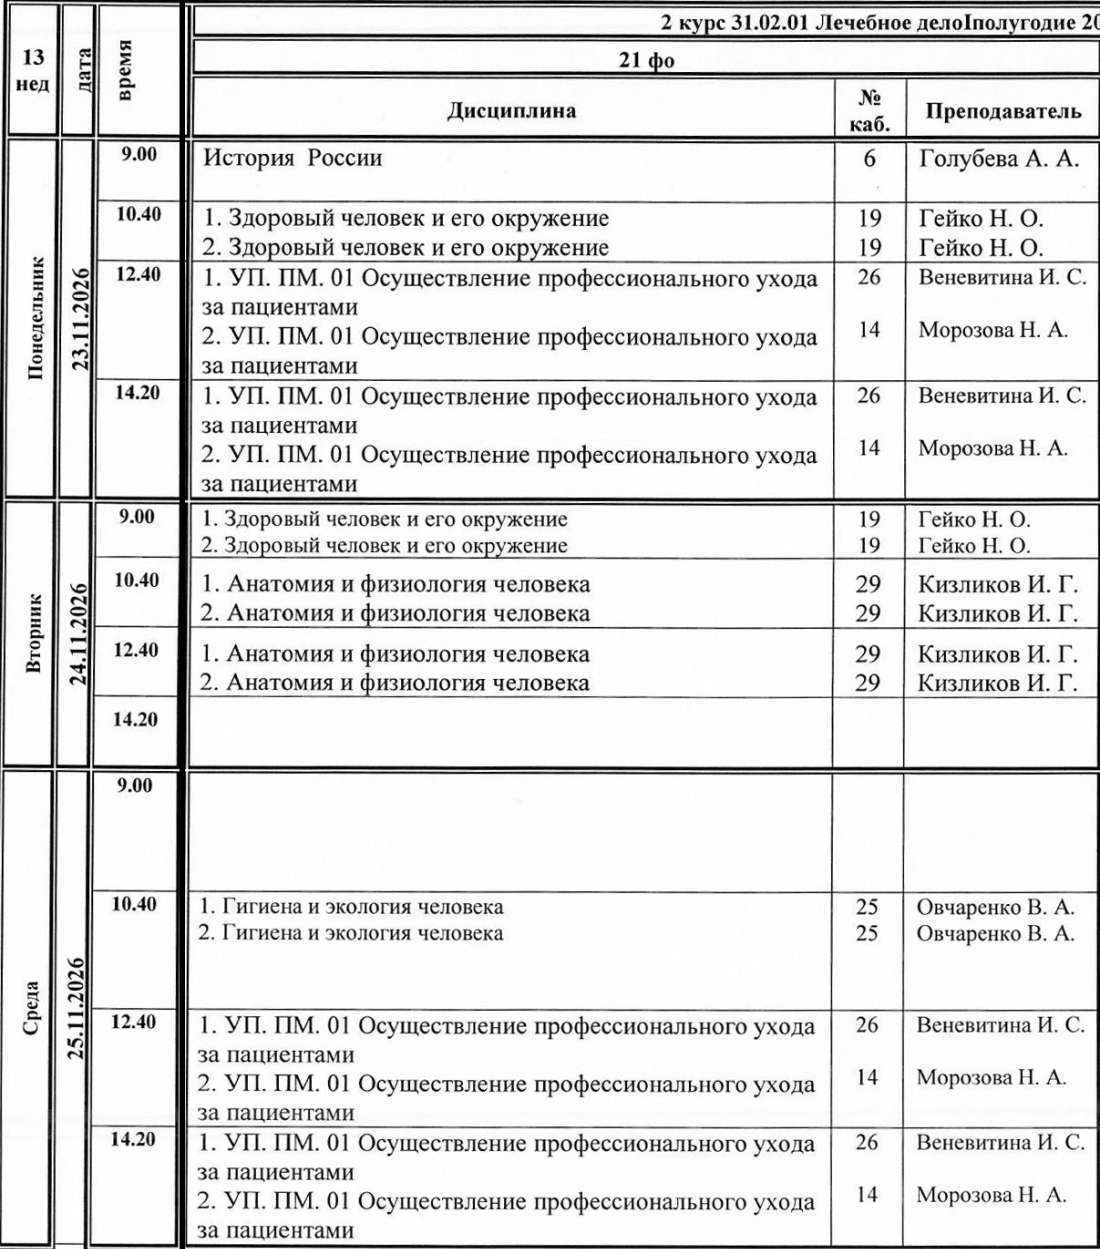 2 курс 31.02.01 Лечебное делоIполугодие 20
13
нед
дата
время
21 фо
Дисциплина
№
каб.
Преподаватель
Понедельник
23.11.2026
9.00
История России
6
Голубева А. А.
10.40
1. Здоровый человек и его окружение 19 Гейко Н. О.
2. Здоровый человек и его окружение 19 Гейко Н. О.
12.40
1. УП. ПМ. 01 Осуществление профессионального ухода 26 Веневитина И. С.
за пациентами
2. УП. ПМ. 01 Осуществление профессионального ухода 14 Морозова Н. А.
за пациентами
14.20
1. УП. ПМ. 01 Осуществление профессионального ухода 26 Веневитина И. С.
за пациентами
2. УП. ПМ. 01 Осуществление профессионального ухода 14 Морозова Н. А.
за пациентами
Вторник
24.11.2026
9.00
1. Здоровый человек и его окружение 19 Гейко Н. О.
2. Здоровый человек и его окружение 19 Гейко Н. О.
10.40
1. Анатомия и физиология человека 29 Кизликов И. Г.
2. Анатомия и физиология человека 29 Кизликов И. Г.
12.40
1. Анатомия и физиология человека 29 Кизликов И. Г.
2. Анатомия и физиология человека 29 Кизликов И. Г.
14.20
Среда
25.11.2026
9.00
10.40
1. Гигиена и экология человека 25 Овчаренко В. А.
2. Гигиена и экология человека 25 Овчаренко В. А.
12.40
1. УП. ПМ. 01 Осуществление профессионального ухода 26 Веневитина И. С.
за пациентами
2. УП. ПМ. 01 Осуществление профессионального ухода 14 Морозова Н. А.
за пациентами
14.20
1. УП. ПМ. 01 Осуществление профессионального ухода 26 Веневитина И. С.
за пациентами
2. УП. ПМ. 01 Осуществление профессионального ухода 14 Морозова Н. А.
за пациентами